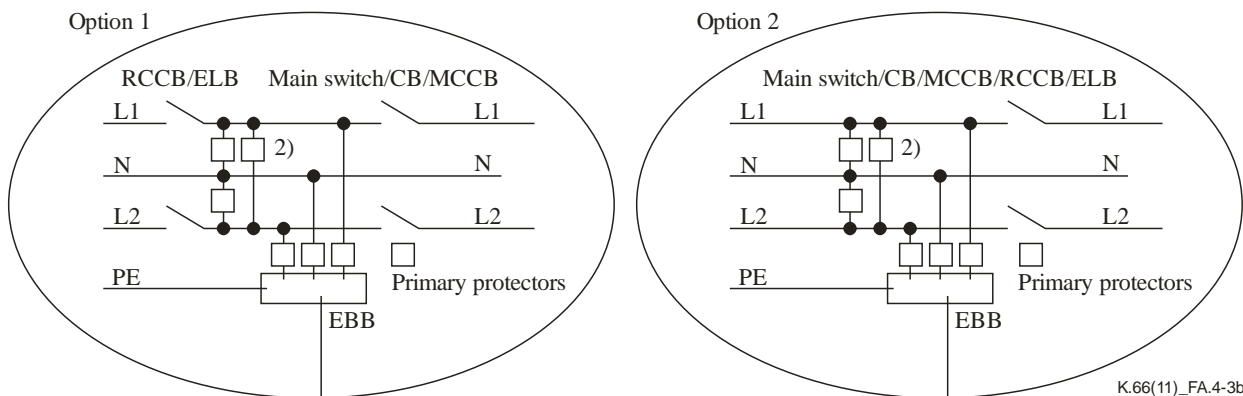 Option 1
RCCB/ELB
Main switch/CB/MCCB
L1
L1
2)
N
N
L2
L2
PE
Primary protectors
EBB
Option 2
Main switch/CB/MCCB/RCCB/ELB
L1
L1
2)
N
N
L2
L2
PE
Primary protectors
EBB
K.66(11)_FA.4-3b